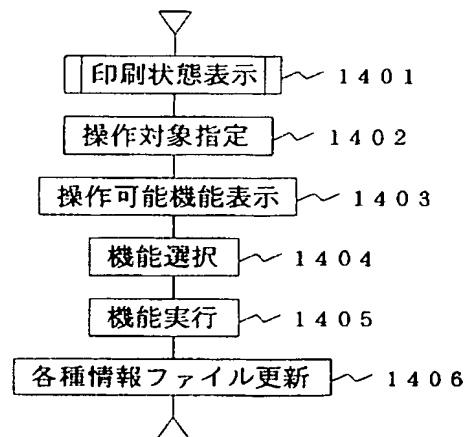 印刷状態表示 1401
操作対象指定 1402
操作可能機能表示 1403
機能選択 1404
機能実行 1405
各種情報ファイル更新 1406